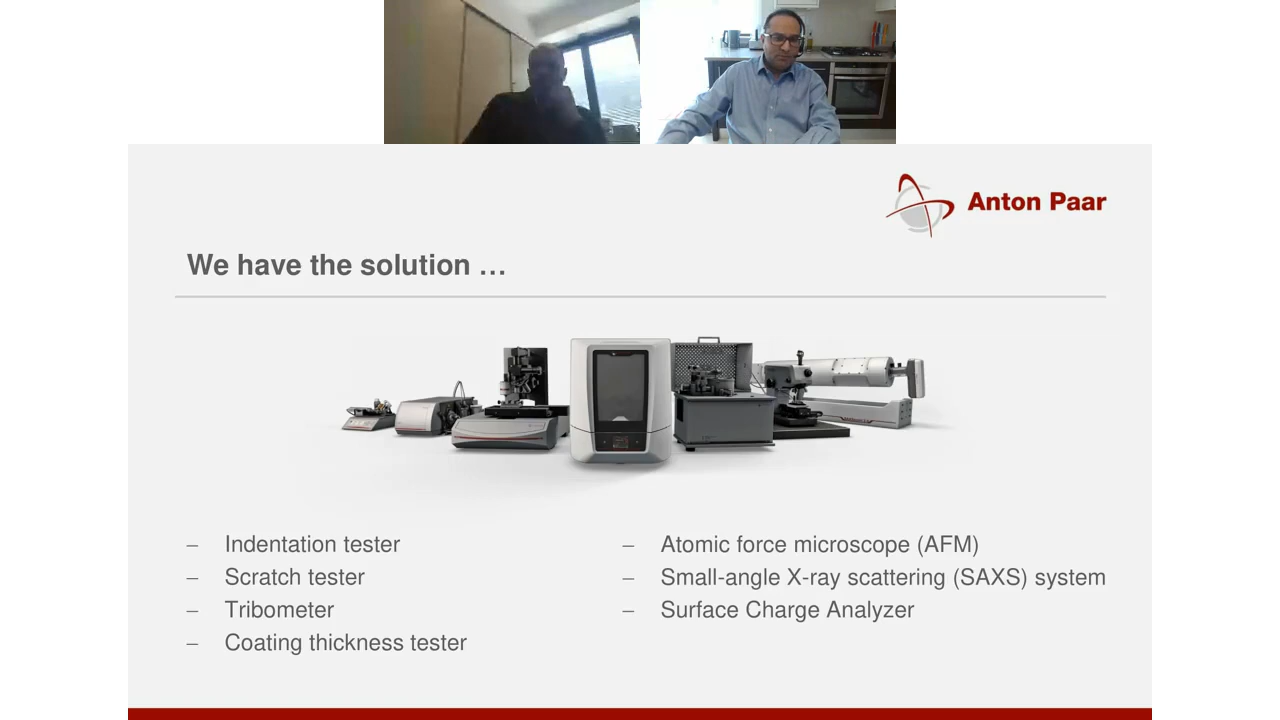 Anton Paar
We have the solution …
– Indentation tester
– Scratch tester
– Tribometer
– Coating thickness tester
– Atomic force microscope (AFM)
– Small-angle X-ray scattering (SAXS) system
– Surface Charge Analyzer